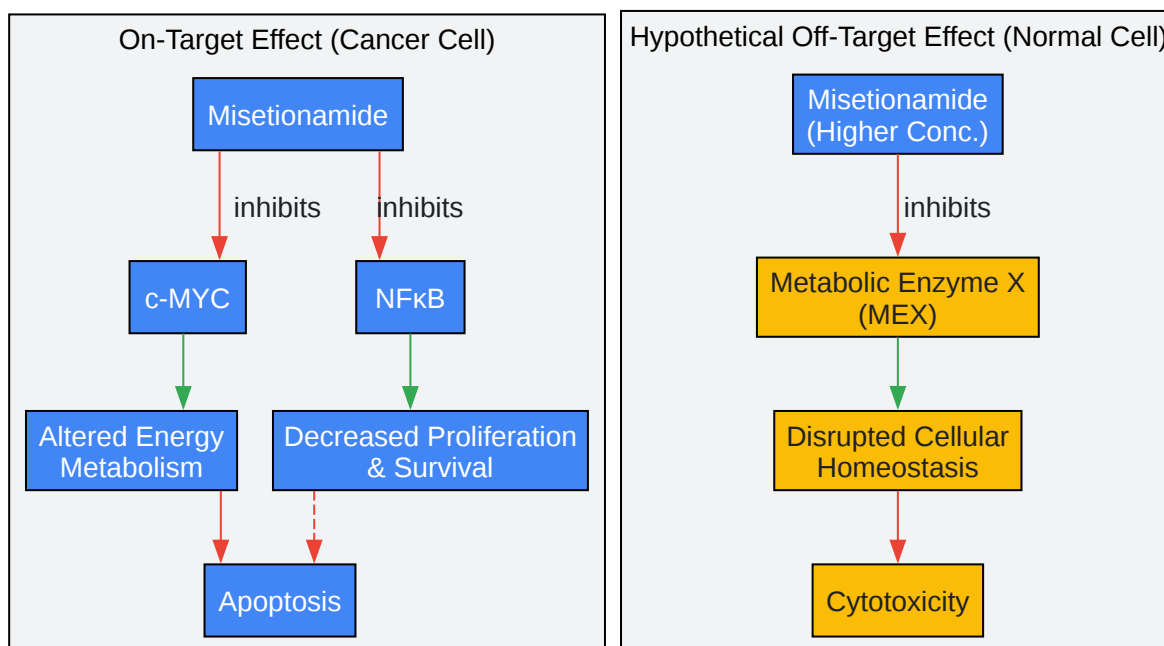 On-Target Effect (Cancer Cell)
Misetionamide
inhibits
inhibits
c-MYC
NFκB
Altered Energy
Metabolism
Decreased Proliferation
& Survival
Apoptosis
Hypothetical Off-Target Effect (Normal Cell)
Misetionamide
(Higher Conc.)
inhibits
Metabolic Enzyme X
(MEX)
Disrupted Cellular
Homeostasis
Cytotoxicity